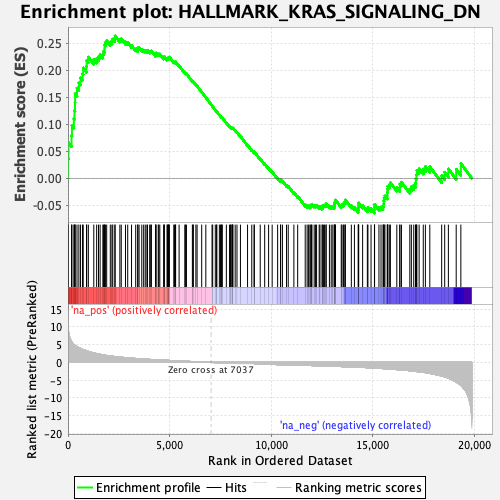 Enrichment plot: HALLMARK_KRAS_SIGNALING_DN
Enrichment score (ES)
0.25
0.20
0.15
0.10
0.05
0.00
-0.05
'na_pos' (positively correlated)
Ranked list metric (PreRanked)
15
10
5
0
-5
-10
-15
-20
Zero cross at 7037
'na_neg' (negatively correlated)
0
5,000
10,000
15,000
20,000
Rank in Ordered Dataset
Enrichment profile
Hits
Ranking metric scores